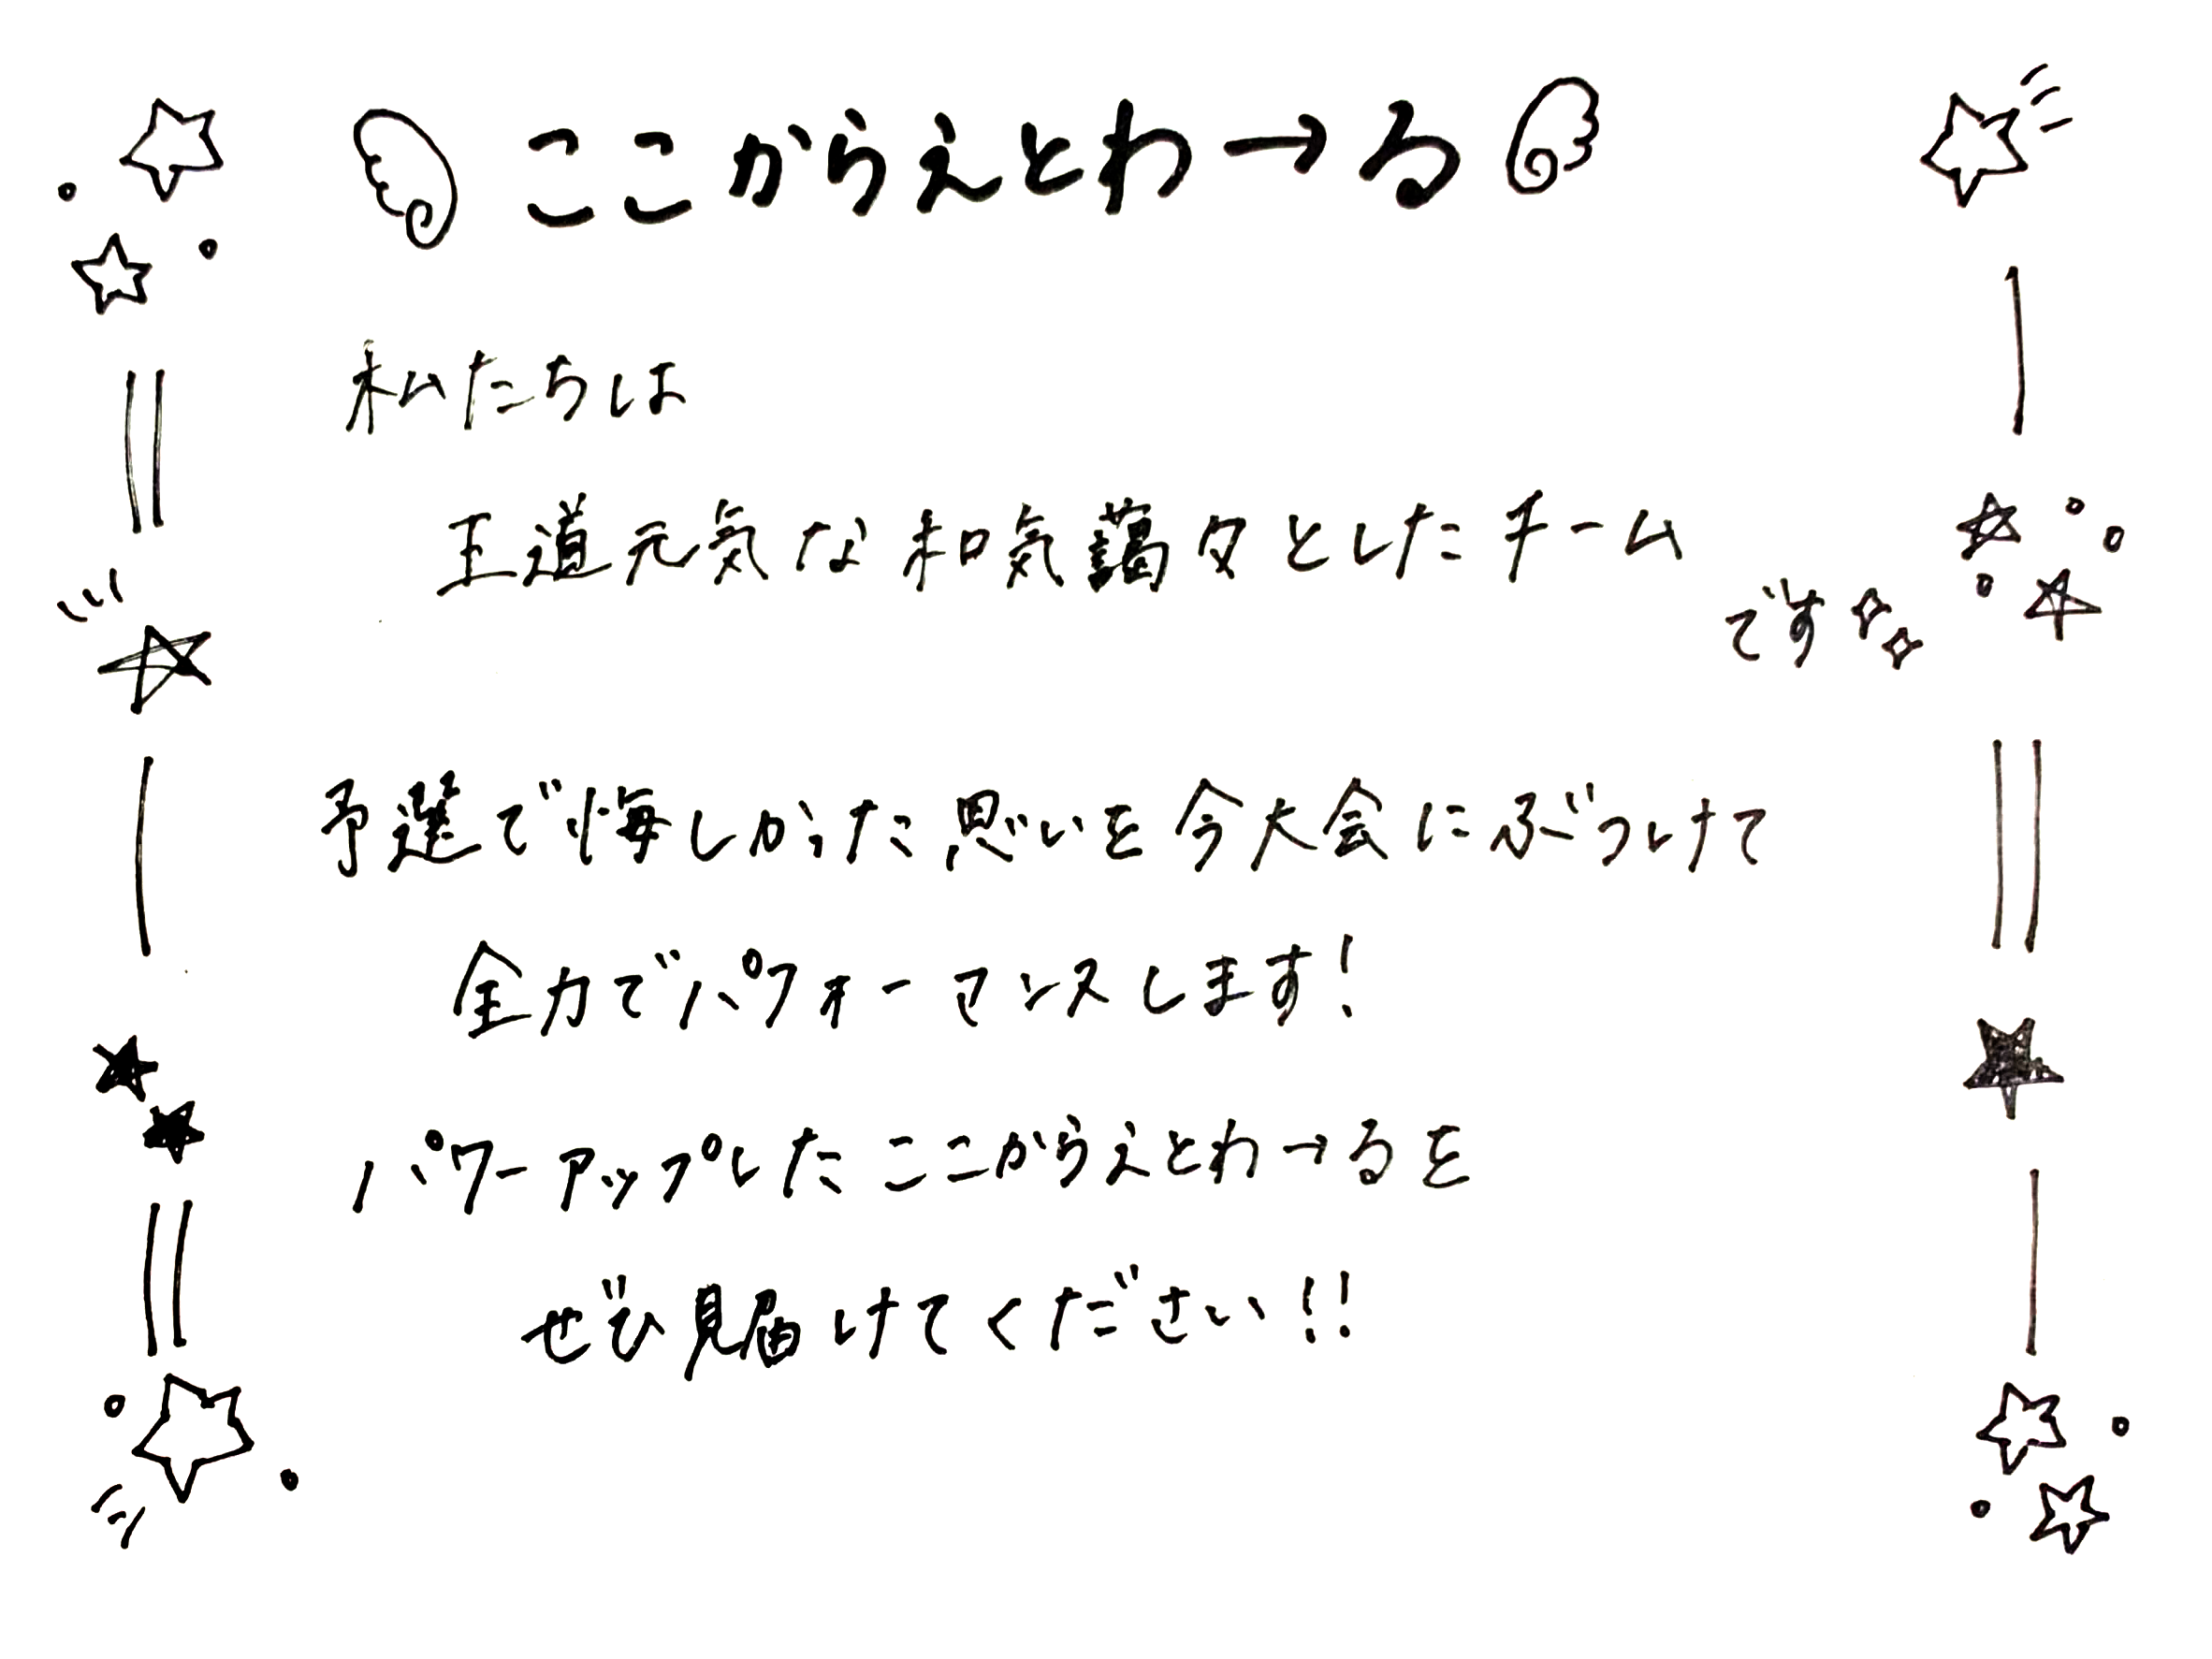 ここからえとわ→る
私たちは
王道元気な和気藹々としたチーム
です
予選で悔しかった思いを今大会にぶつけて
全力でパフォーマンスします!
パワーアップしたここからえとわ→るを
ぜひ見届けてください!!